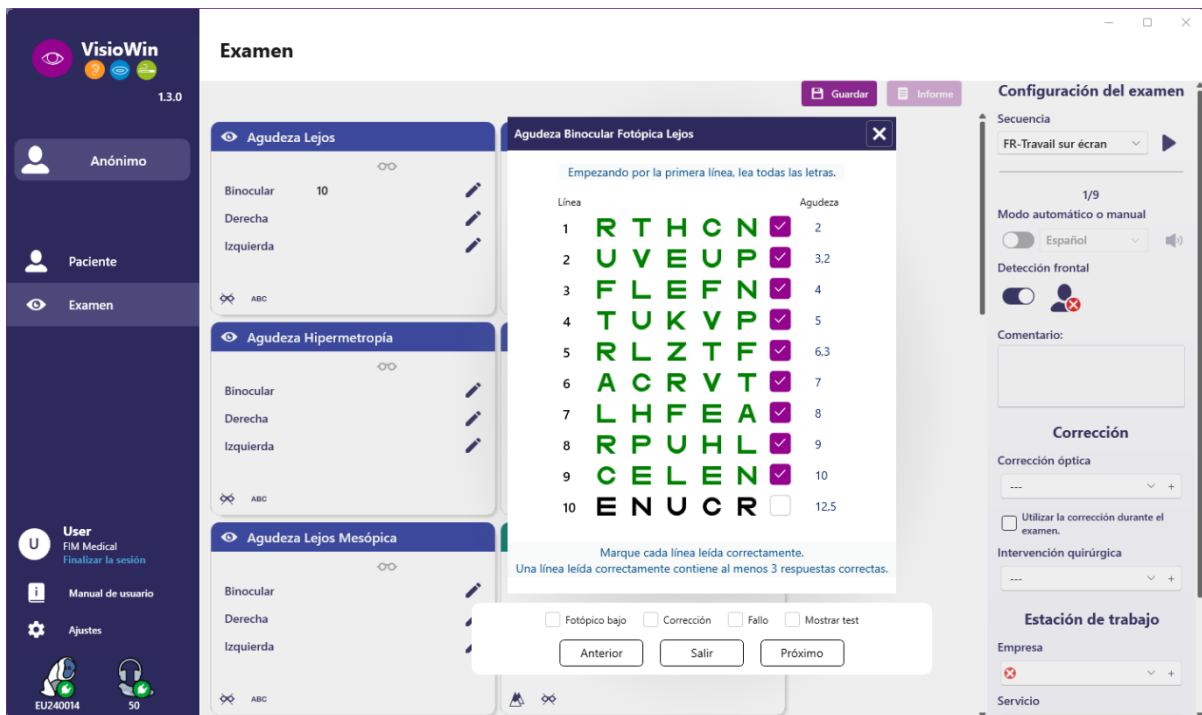 VisioWin
1.3.0
Anónimo
Paciente
Examen
U
User
FIM Medical
Finalizar la sesión
Manual de usuario
Ajustes
EU240014
50
Examen
Guardar
Informe
Agudeza Lejos
Binocular 10
Derecha
Izquierda
ABC
Agudeza Hipermetropía
Binocular
Derecha
Izquierda
ABC
Agudeza Lejos Mesópica
Binocular
Derecha
Izquierda
ABC
Agudeza Binocular Fotópica Lejos
Empezando por la primera línea, lea todas las letras.
Línea Agudeza
1 R T H C N 2
2 U V E U P 3,2
3 F L E F N 4
4 T U K V P 5
5 R L Z T F 6,3
6 A C R V T 7
7 L H F E A 8
8 R P U H L 9
9 C E L E N 10
10 E N U C R 12,5
Marque cada línea leída correctamente.
Una línea leída correctamente contiene al menos 3 respuestas correctas.
Fotópico bajo Corrección Fallo Mostrar test
Anterior Salir Próximo
Configuración del examen
Secuencia
FR-Travail sur écran
1/9
Modo automático o manual
Español
Detección frontal
Comentario:
Corrección
Corrección óptica
--- +
Utilizar la corrección durante el
examen.
Intervención quirúrgica
--- +
Estación de trabajo
Empresa
+
Servicio